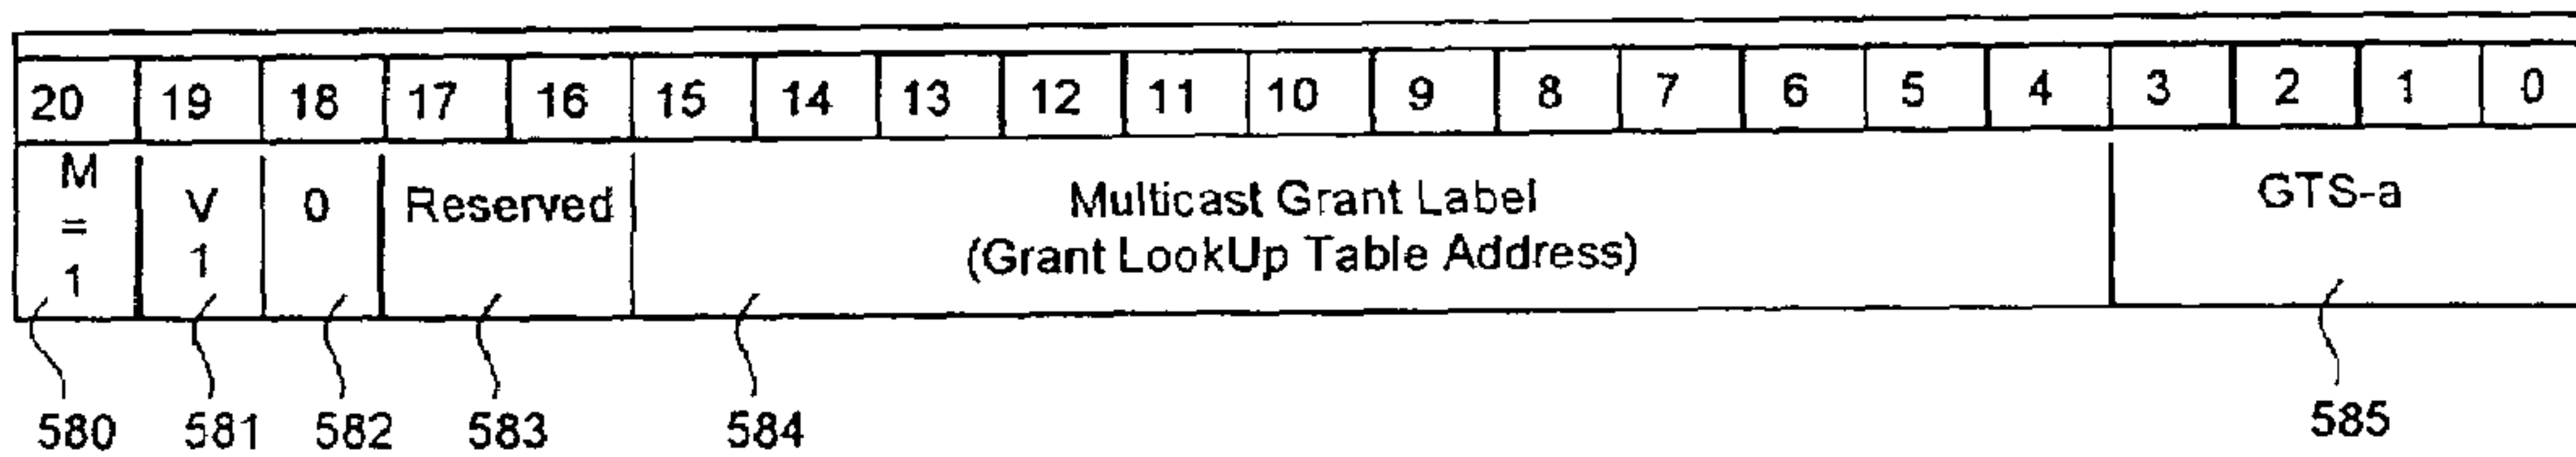 20 19 18 17 16 15 14 13 12 11 10 9 8 7 6 5 4 3 2 1 0
M
=
1
V
1
0
Reserved
Multicast Grant Label
(Grant LookUp Table Address)
GTS-a
580 581 582 583 584 585